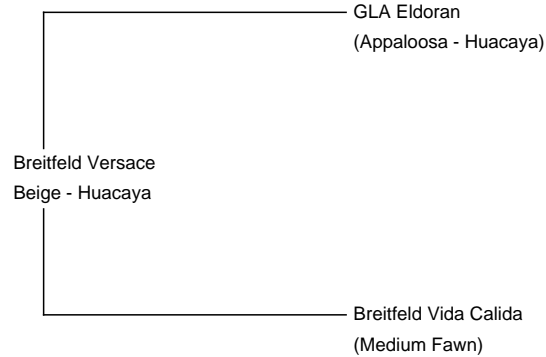 GLA Eldoran
(Appaloosa - Huacaya)
Breitfeld Versace
Beige - Huacaya
Breitfeld Vida Calida
(Medium Fawn)